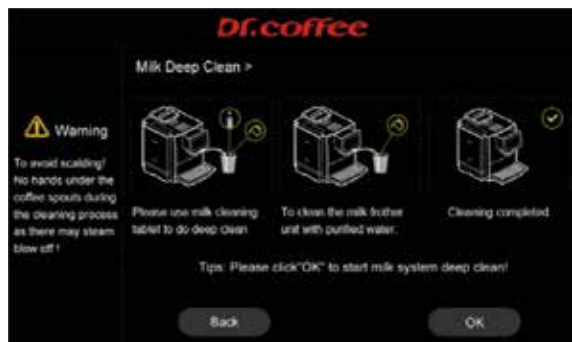 Dr.coffee
Milk Deep Clean >
Warning
To avoid scalding!
No hands under the
coffee spouts during
the cleaning process
as there may steam
blow off !
Please use milk cleaning
tablet to do deep clean
To clean the milk frother
unit with purified water.
Cleaning completed
Tips: Please click"OK" to start milk system deep clean!
Back
OK